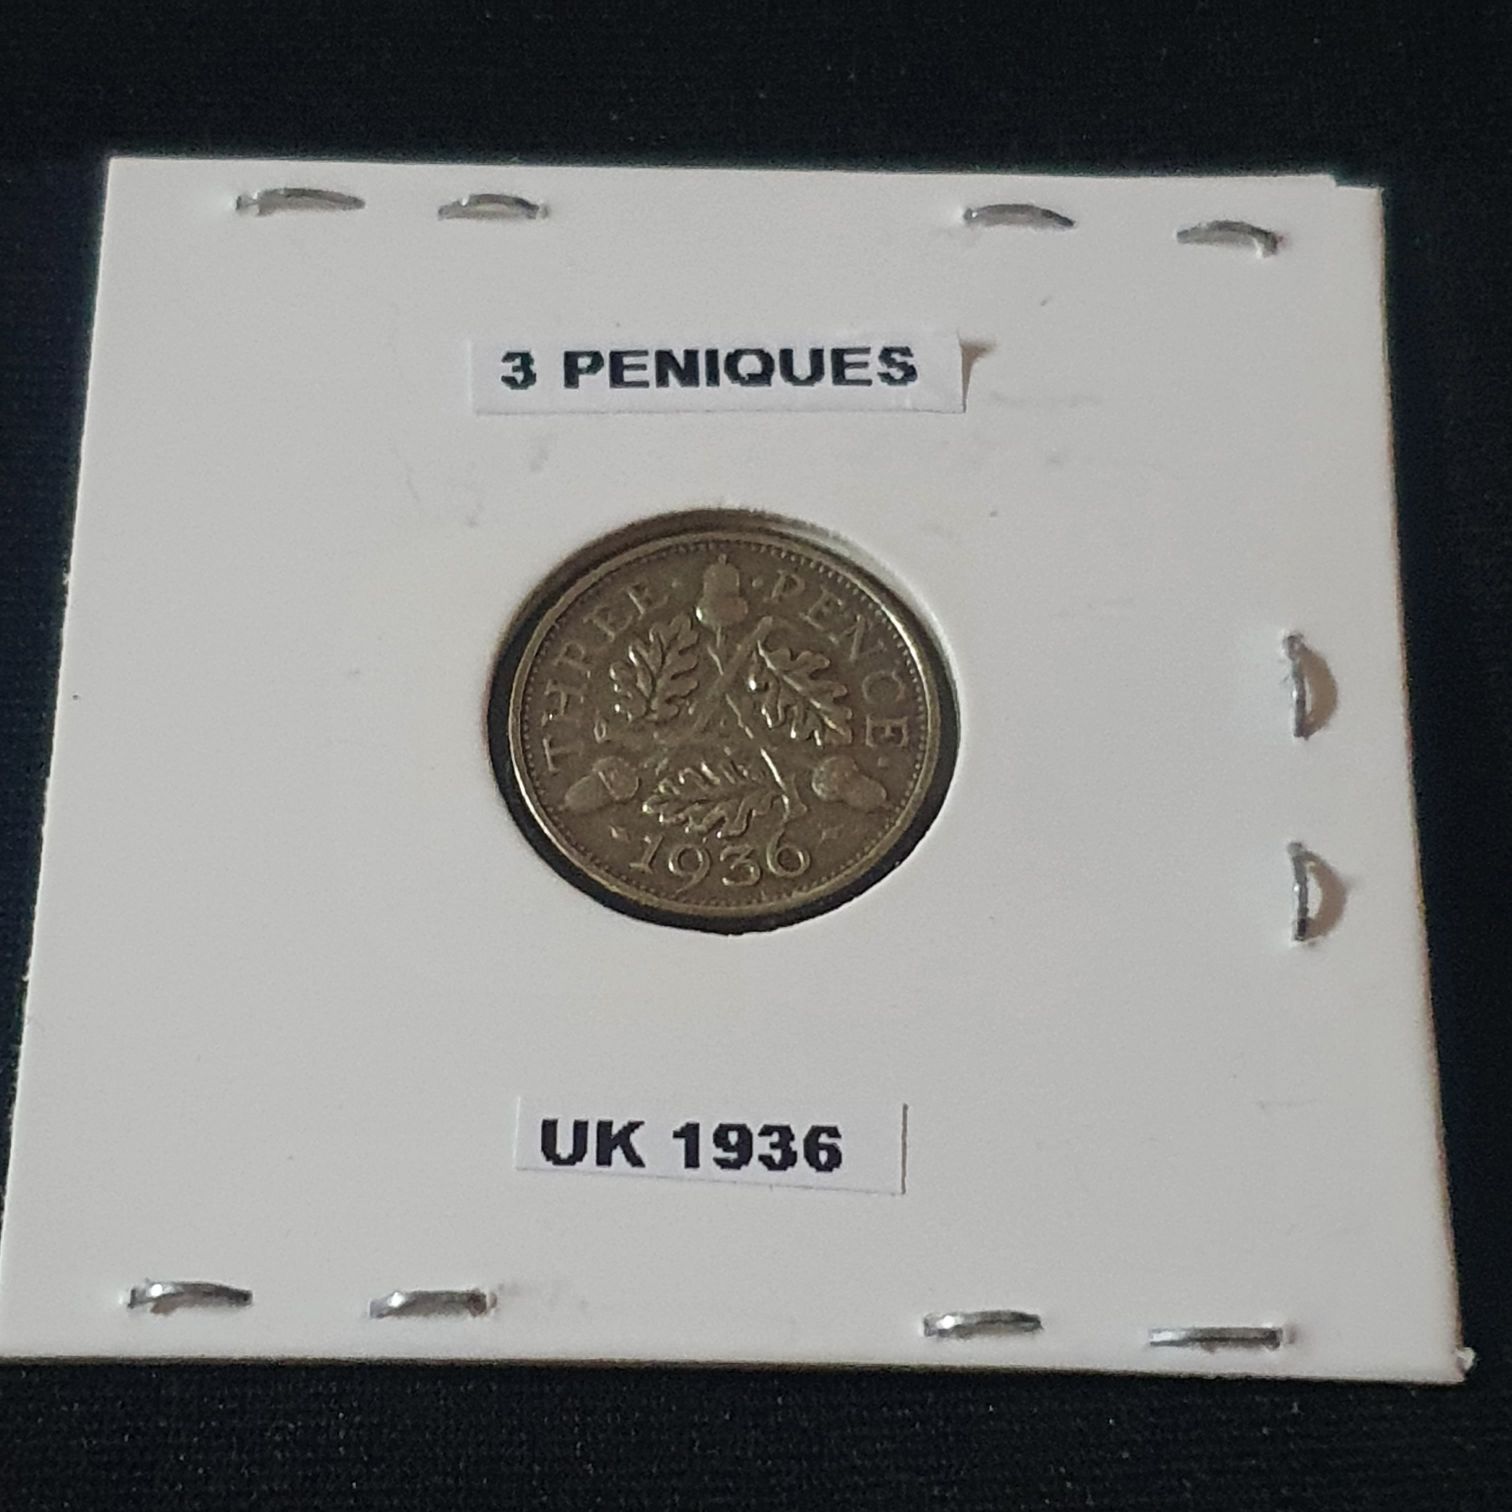 3 PENIQUES
THREE · PENCE ·
1936
UK 1936